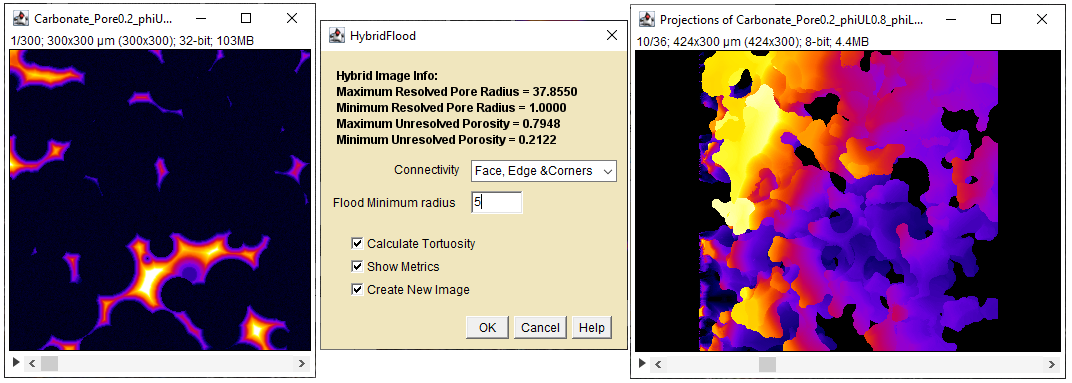 Carbonate_Pore0.2_phiU...
1/300; 300x300 µm (300x300); 32-bit; 103MB
HybridFlood
Hybrid Image Info:
Maximum Resolved Pore Radius = 37.8550
Minimum Resolved Pore Radius = 1.0000
Maximum Unresolved Porosity = 0.7948
Minimum Unresolved Porosity = 0.2122
Connectivity Face, Edge &Corners
Flood Minimum radius 5
Calculate Tortuosity
Show Metrics
Create New Image
OK Cancel Help
Projections of Carbonate_Pore0.2_phiUL0.8_phiL...
10/36; 424x300 µm (424x300); 8-bit; 4.4MB